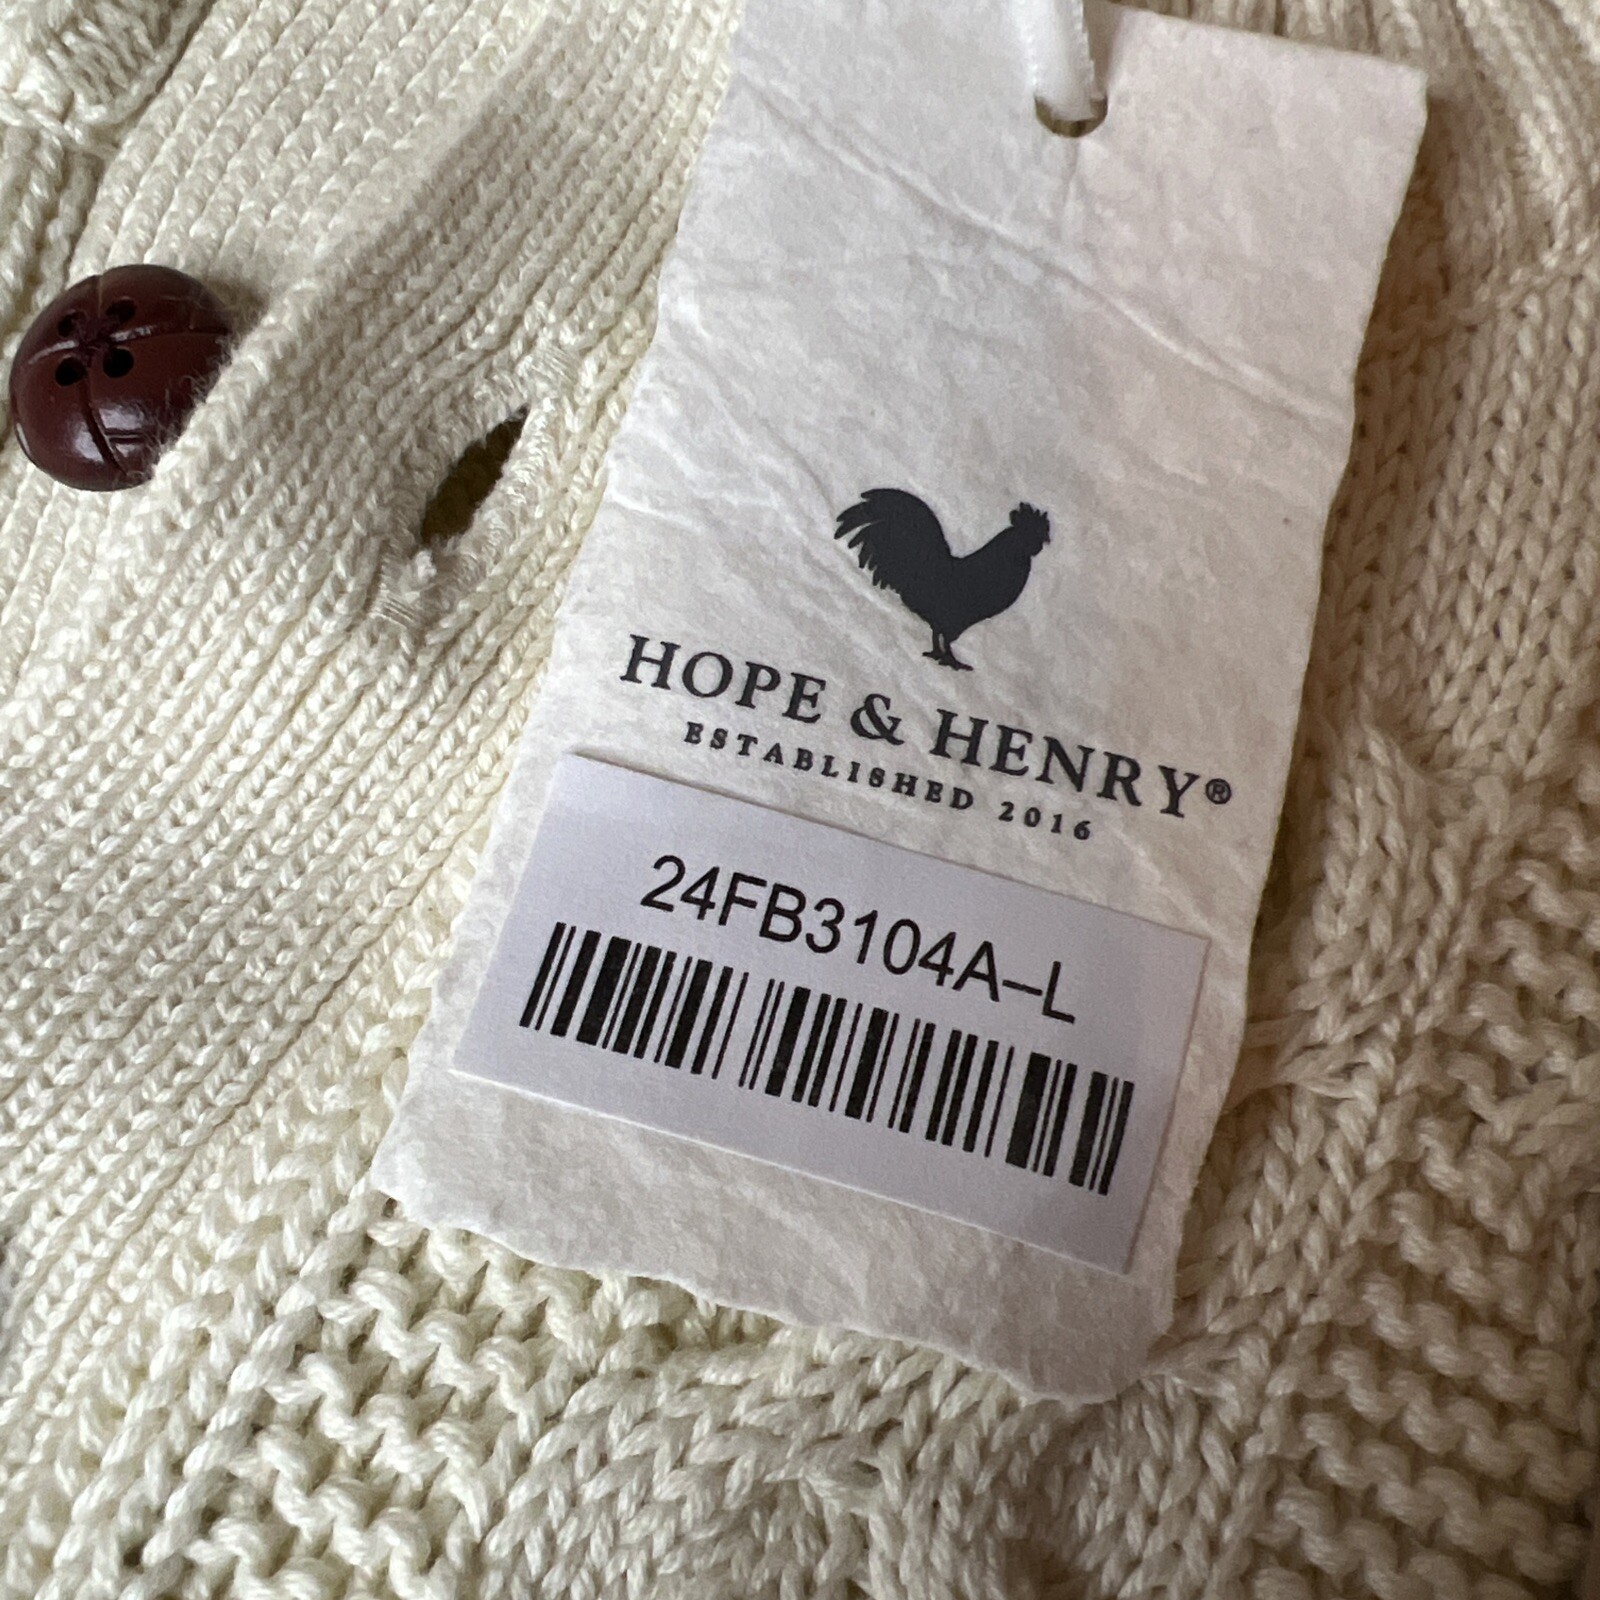 HOPE & HENRY®
ESTABLISHED 2016
24FB3104A–L